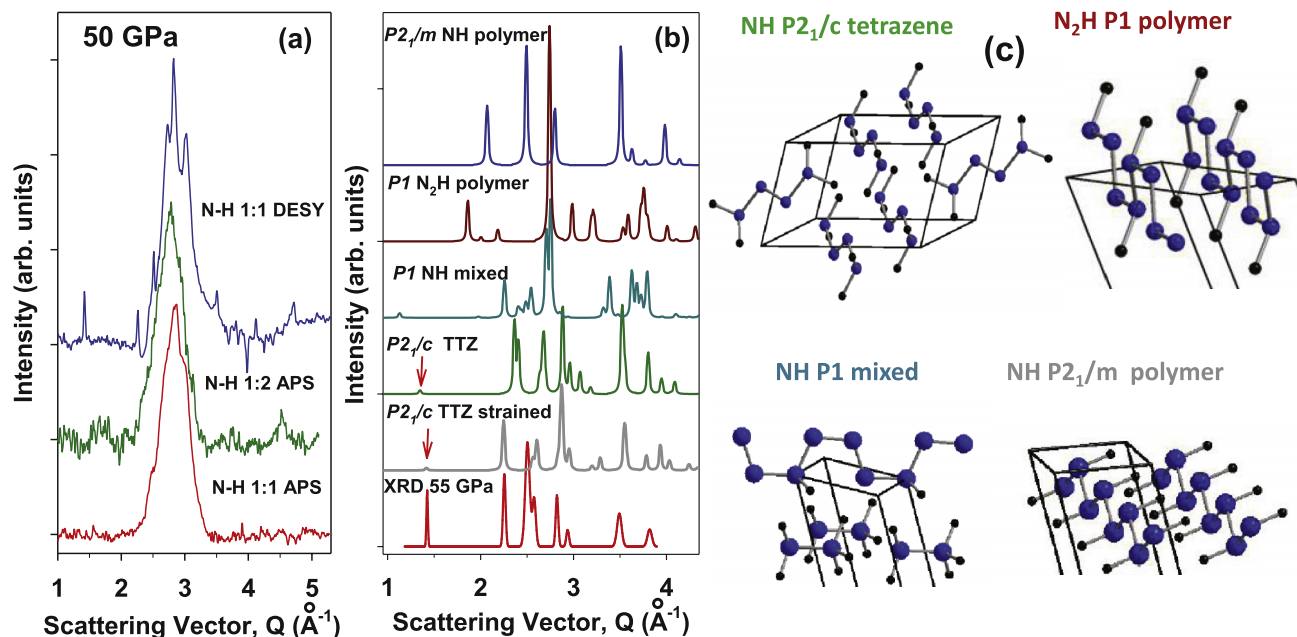 50 GPa
(a)
N-H 1:1 DESY
N-H 1:2 APS
N-H 1:1 APS
Intensity (arb. units)
1 2 3 4 5
Scattering Vector, Q (Å⁻¹)
(b)
P2₁/m NH polymer
P1 N₂H polymer
P1 NH mixed
P2₁/c TTZ
P2₁/c TTZ strained
XRD 55 GPa
Intensity (arb. units)
1 2 3 4
Scattering Vector, Q (Å⁻¹)
NH P2₁/c tetrazene
(c)
N₂H P1 polymer
NH P1 mixed
NH P2₁/m polymer